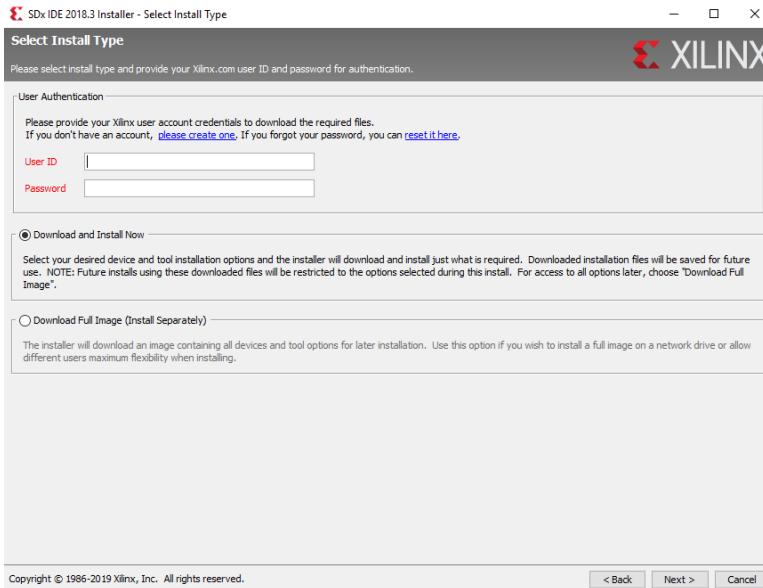 SDx IDE 2018.3 Installer - Select Install Type
Select Install Type
XILINX
Please select install type and provide your Xilinx.com user ID and password for authentication.
User Authentication
Please provide your Xilinx user account credentials to download the required files.
If you don't have an account, please create one. If you forgot your password, you can reset it here.
User ID
Password
Download and Install Now
Select your desired device and tool installation options and the installer will download and install just what is required. Downloaded installation files will be saved for future
use. NOTE: Future installs using these downloaded files will be restricted to the options selected during this install. For access to all options later, choose "Download Full
Image".
Download Full Image (Install Separately)
The installer will download an image containing all devices and tool options for later installation. Use this option if you wish to install a full image on a network drive or allow
different users maximum flexibility when installing.
Copyright © 1986-2019 Xilinx, Inc. All rights reserved.
< Back
Next >
Cancel